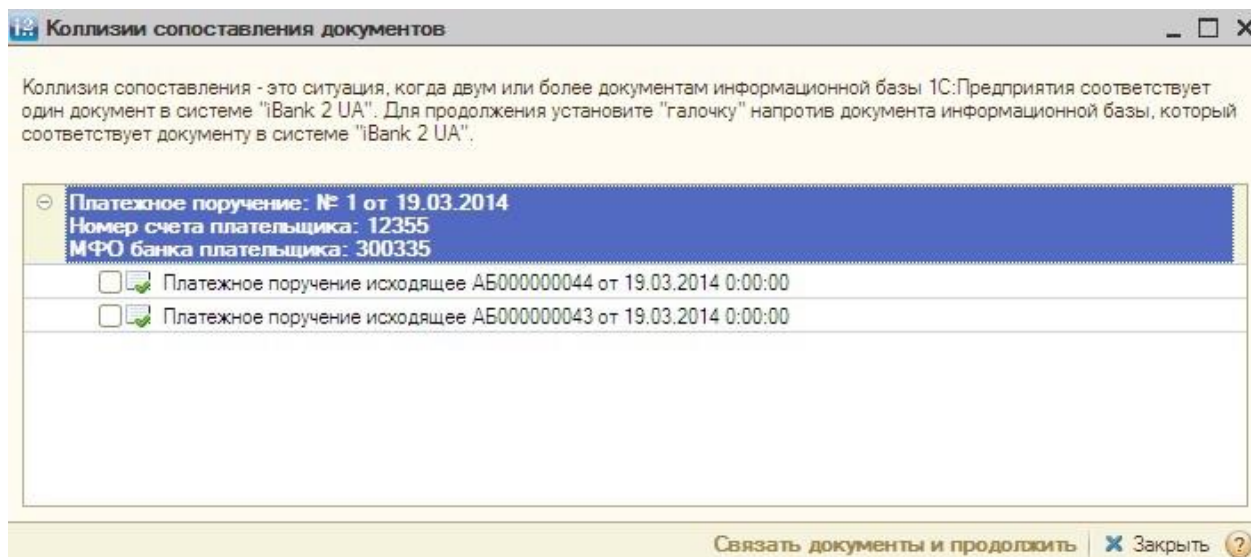 Коллизии сопоставления документов
Коллизия сопоставления - это ситуация, когда двум или более документам информационной базы 1С:Предприятия соответствует
один документ в системе "iBank 2 UA". Для продолжения установите "галочку" напротив документа информационной базы, который
соответствует документу в системе "iBank 2 UA".
Платежное поручение: № 1 от 19.03.2014
Номер счета плательщика: 12355
МФО банка плательщика: 300335
Платежное поручение исходящее АБ000000044 от 19.03.2014 0:00:00
Платежное поручение исходящее АБ000000043 от 19.03.2014 0:00:00
Связать документы и продолжить Закрыть ?